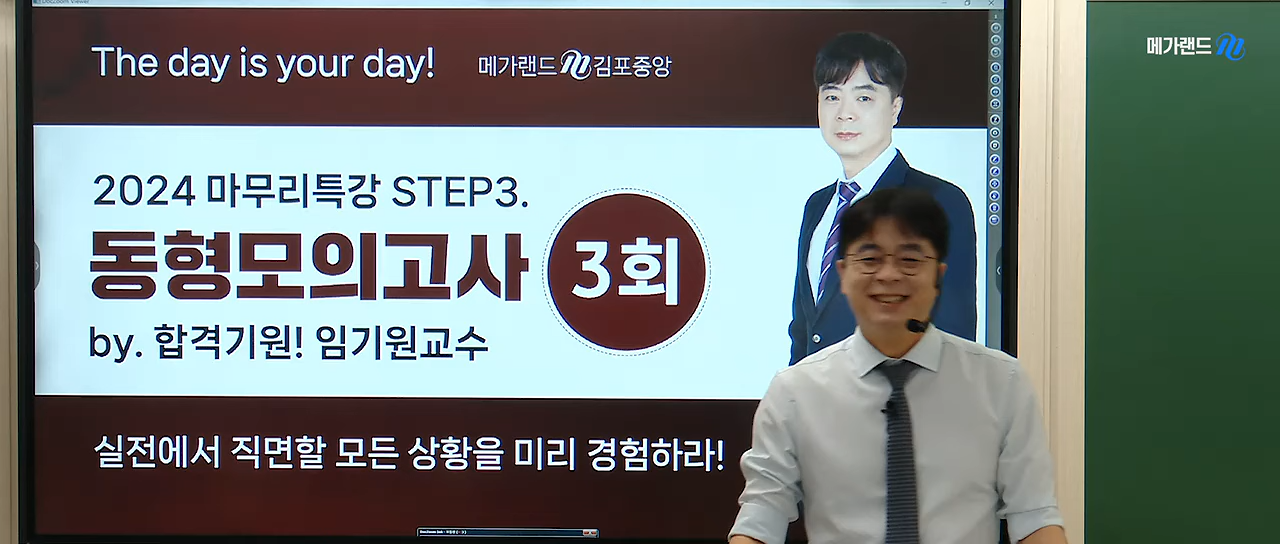 DocZoom Viewer
The day is your day!
메가랜드 김포중앙
메가랜드
2024 마무리특강 STEP3.
동형모의고사
3회
by. 합격기원! 임기원교수
실전에서 직면할 모든 상황을 미리 경험하라!